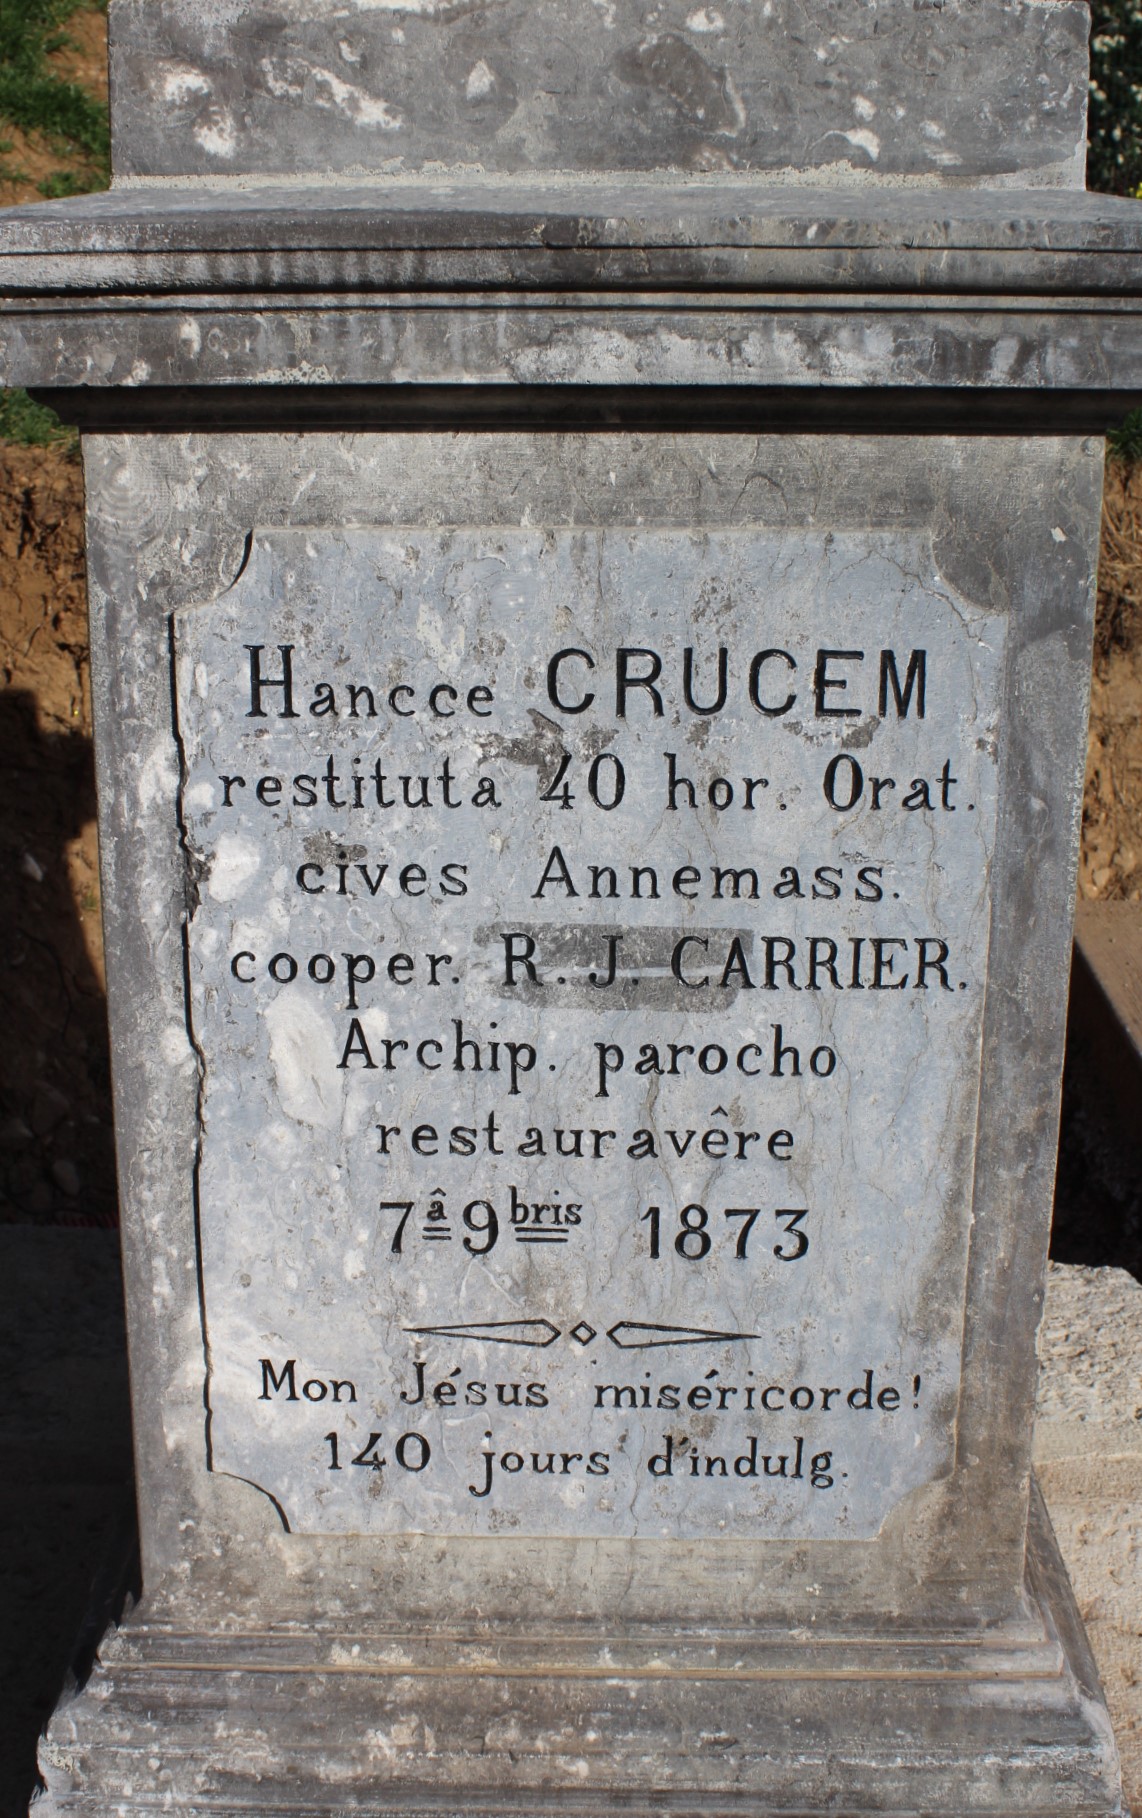 Hancce CRUCEM
restituta 40 hor. Orat.
cives Annemass.
cooper. R. J. CARRIER.
Archip. parocho
restauravêre
7â 9bris 1873
Mon Jésus miséricorde!
140 jours d'indulg.